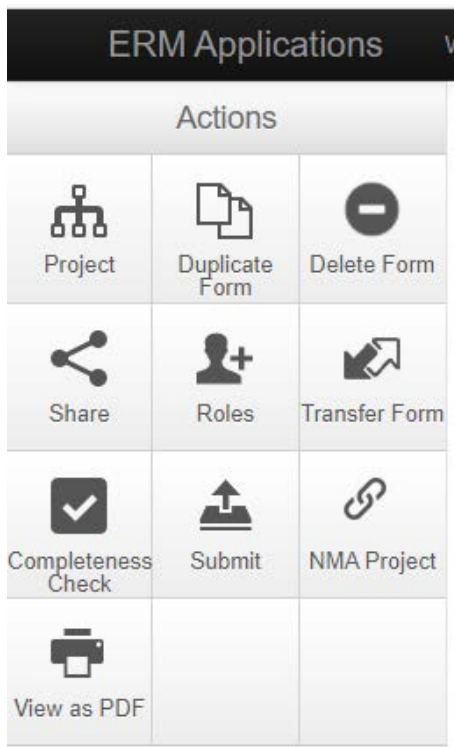 ERM Applications
Actions
Project
Duplicate
Form
Delete Form
Share
Roles
Transfer Form
Completeness
Check
Submit
NMA Project
View as PDF